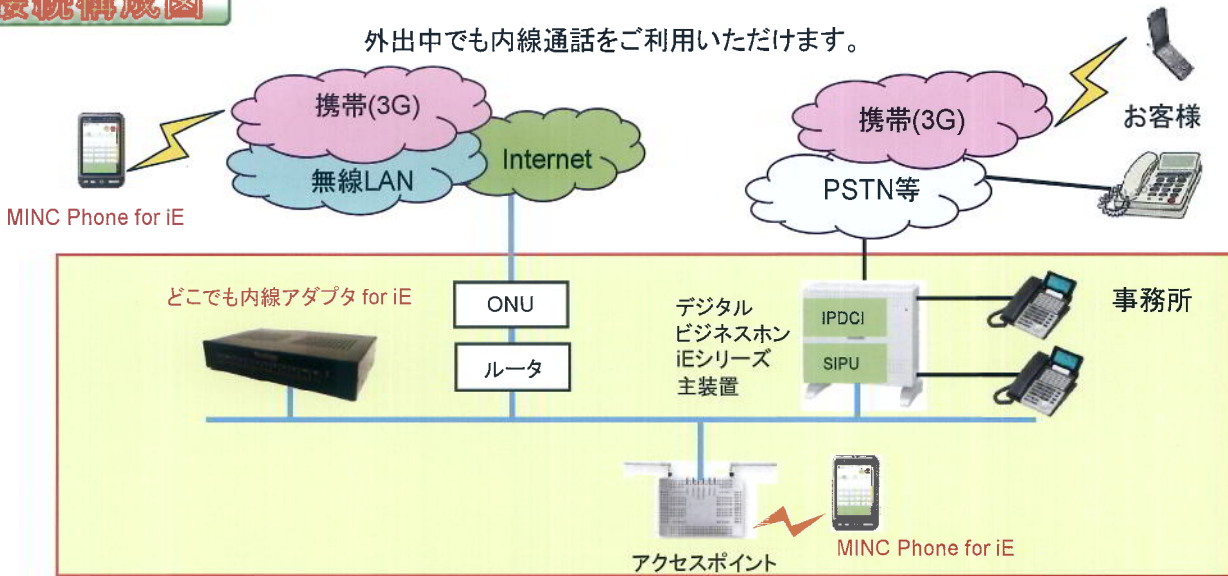 接続構成図
外出中でも内線通話をご利用いただけます。
携帯(3G)
無線LAN
Internet
MINC Phone for iE
携帯(3G)
PSTN等
お客様
どこでも内線アダプタ for iE
ONU
ルータ
デジタル
ビジネスホン
iEシリーズ
主装置
IPDCI
SIPU
事務所
アクセスポイント
MINC Phone for iE